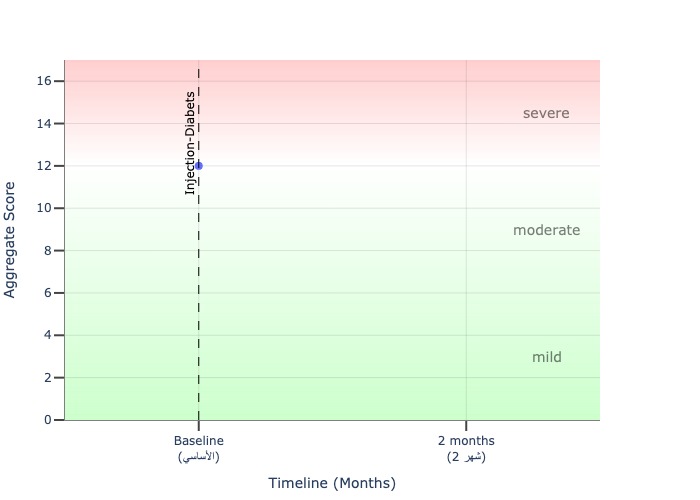 16
severe
14
Injection-Diabets
12
10
moderate
8
6
4
mild
2
0
Aggregate Score
Baseline
(الأساسي)
2 months
(2 شهر)
Timeline (Months)